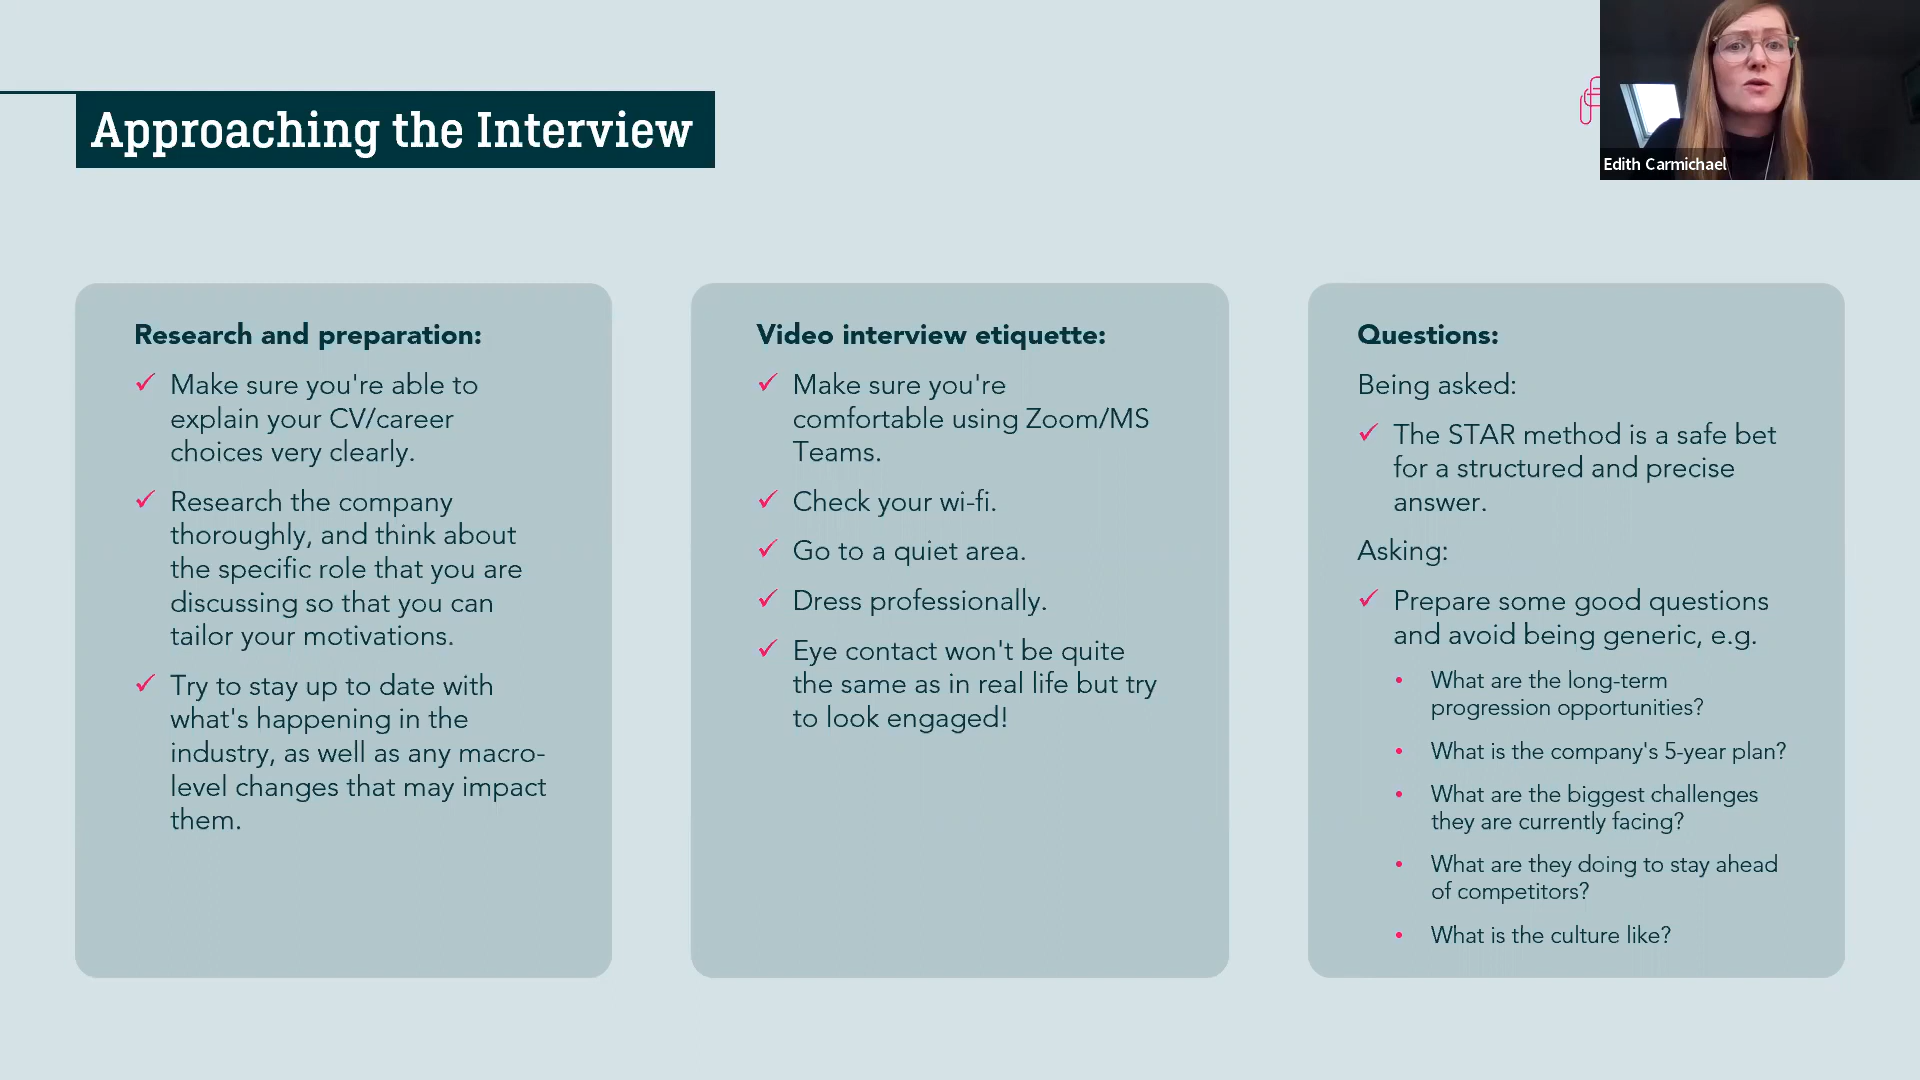 Approaching the Interview
Edith Carmichael
Research and preparation:
✓ Make sure you're able to
explain your CV/career
choices very clearly.
✓ Research the company
thoroughly, and think about
the specific role that you are
discussing so that you can
tailor your motivations.
✓ Try to stay up to date with
what's happening in the
industry, as well as any macro-
level changes that may impact
them.
Video interview etiquette:
✓ Make sure you're
comfortable using Zoom/MS
Teams.
✓ Check your wi-fi.
✓ Go to a quiet area.
✓ Dress professionally.
✓ Eye contact won't be quite
the same as in real life but try
to look engaged!
Questions:
Being asked:
✓ The STAR method is a safe bet
for a structured and precise
answer.
Asking:
✓ Prepare some good questions
and avoid being generic, e.g.
• What are the long-term
progression opportunities?
• What is the company's 5-year plan?
• What are the biggest challenges
they are currently facing?
• What are they doing to stay ahead
of competitors?
• What is the culture like?